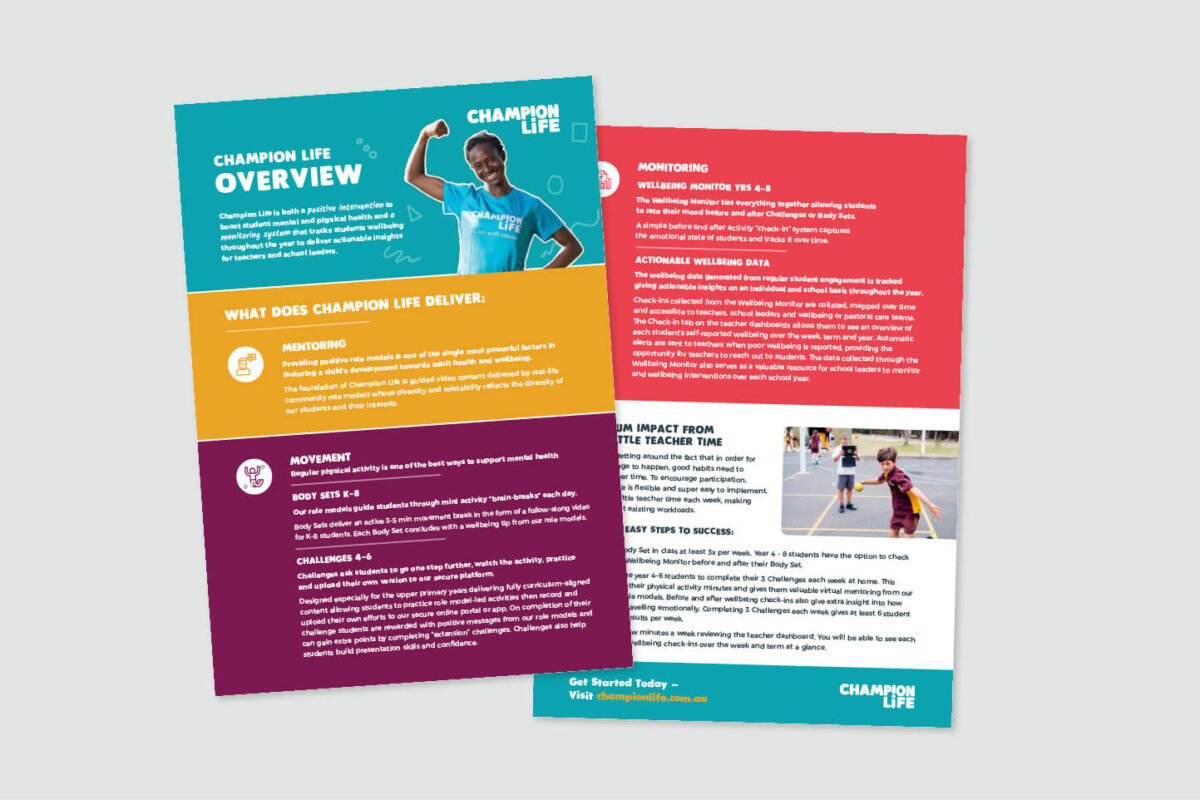 CHAMPION
LiFE
CHAMPION LIFE
OVERVIEW
Champion Life is both a positive intervention to
boost student mental and physical health and a
monitoring system that tracks students wellbeing
throughout the year to deliver actionable insights
for teachers and school leaders.
CHAMPION
LiFE
WHAT DOES CHAMPION LIFE DELIVER:
MENTORING
Providing positive role models is one of the single most powerful factors in
fostering a child's development towards adult health and wellbeing.
The foundation of Champion Life is guided video content delivered by real-life
community role models whose diversity and relatability reflects the diversity of
our students and their interests.
MOVEMENT
Regular physical activity is one of the best ways to support mental health
BODY SETS K-8
Our role models guide students through mini activity "brain-breaks" each day.
Body Sets deliver an active 3-5 min movement break in the form of a follow-along video
for K-8 students. Each Body Set concludes with a wellbeing tip from our role models.
CHALLENGES 4-6
Challenges ask students to go one step further, watch the activity, practice
and upload their own version to our secure platform.
Designed especially for the upper primary years delivering fully curriculum-aligned
content allowing students to practice role model-led activities then record and
upload their own efforts to our secure online portal or app. On completion of their
challenge students are rewarded with positive messages from our role models and
can gain extra points by completing "extension" challenges. Challenges also help
students build presentation skills and confidence.
MONITORING
WELLBEING MONITOR YRS 4-8
The Wellbeing Monitor ties everything together allowing students
to rate their mood before and after Challenges or Body Sets.
A simple before and after activity "check-in" system captures
the emotional state of students and tracks it over time.
ACTIONABLE WELLBEING DATA
The wellbeing data generated from regular student engagement is tracked
giving actionable insights on an individual and school basis throughout the year.
Check-ins collected from the Wellbeing Monitor are collated, mapped over time
and accessible to teachers, school leaders and wellbeing or pastoral care teams.
The Check-in tab on the teacher dashboards allows them to see an overview of
each student's self-reported wellbeing over the week, term and year. Automatic
alerts are sent to teachers when poor wellbeing is reported, providing the
opportunity for teachers to reach out to students. The data collected through the
Wellbeing Monitor also serves as a valuable resource for school leaders to monitor
and wellbeing interventions over each school year.
UM IMPACT FROM
TTLE TEACHER TIME
etting around the fact that in order for
ge to happen, good habits need to
er time. To encourage participation,
fe is flexible and super easy to implement.
ttle teacher time each week, making
t existing workloads.
EASY STEPS TO SUCCESS:
ody Set in class at least 3x per week. Year 4 - 8 students have the option to check
Wellbeing Monitor before and after their Body Set.
ge year 4-6 students to complete their 3 Challenges each week at home. This
their physical activity minutes and gives them valuable virtual mentoring from our
le models. Before and after wellbeing check-ins also give extra insight into how
avelling emotionally. Completing 3 Challenges each week gives at least 6 student
esults per week.
ew minutes a week reviewing the teacher dashboard. You will be able to see each
ellbeing check-ins over the week and term at a glance.
Get Started Today –
Visit championlife.com.au
CHAMPION
LiFE